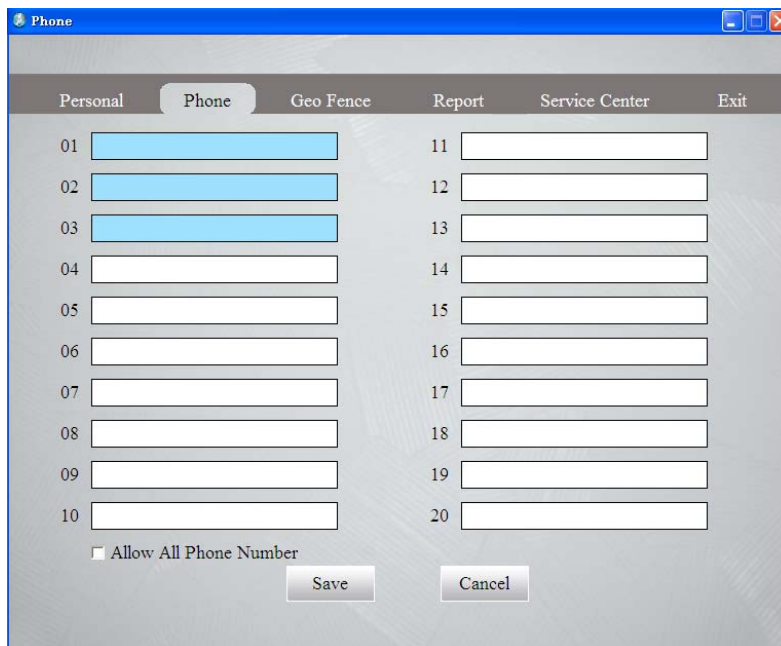 Phone
Personal Phone Geo Fence Report Service Center Exit
01 11
02 12
03 13
04 14
05 15
06 16
07 17
08 18
09 19
10 20
Allow All Phone Number
Save Cancel